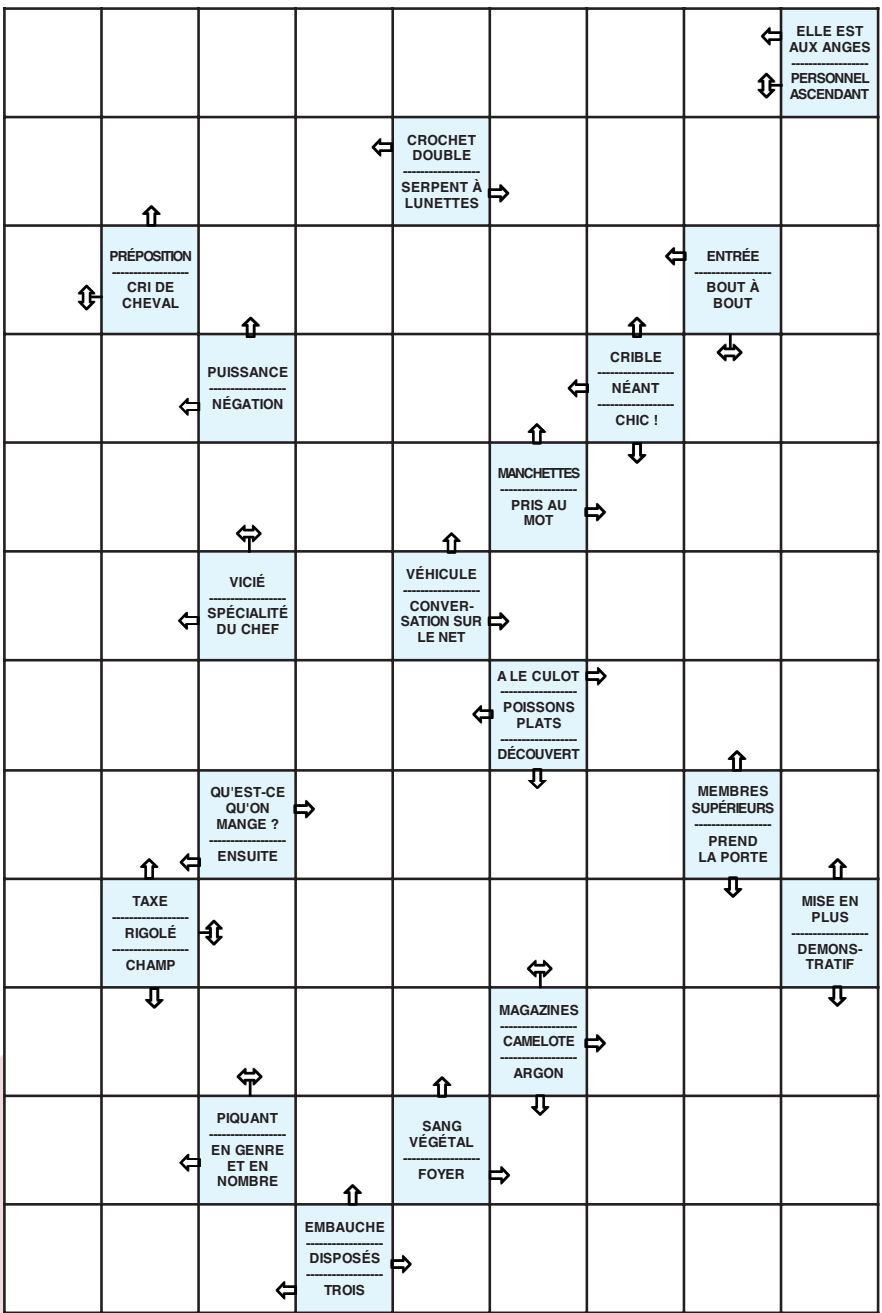 ELLE EST
AUX ANGES
PERSONNEL
ASCENDANT
CROCHET
DOUBLE
SERPENT À
LUNETTES
PRÉPOSITION
CRI DE
CHEVAL
ENTRÉE
BOUT À
BOUT
PUISSANCE
NÉGATION
CRIBLE
NÉANT
CHIC !
MANCHETTES
PRIS AU
MOT
VICIÉ
SPÉCIALITÉ
DU CHEF
VÉHICULE
CONVER-
SATION SUR
LE NET
A LE CULOT
POISSONS
PLATS
DÉCOUVERT
QU'EST-CE
QU'ON
MANGE ?
ENSUITE
MEMBRES
SUPÉRIEURS
PREND
LA PORTE
TAXE
RIGOLÉ
CHAMP
MISE EN
PLUS
DEMONS-
TRATIF
MAGAZINES
CAMELOTE
ARGON
PIQUANT
EN GENRE
ET EN
NOMBRE
SANG
VÉGÉTAL
FOYER
EMBAUCHE
DISPOSÉS
TROIS